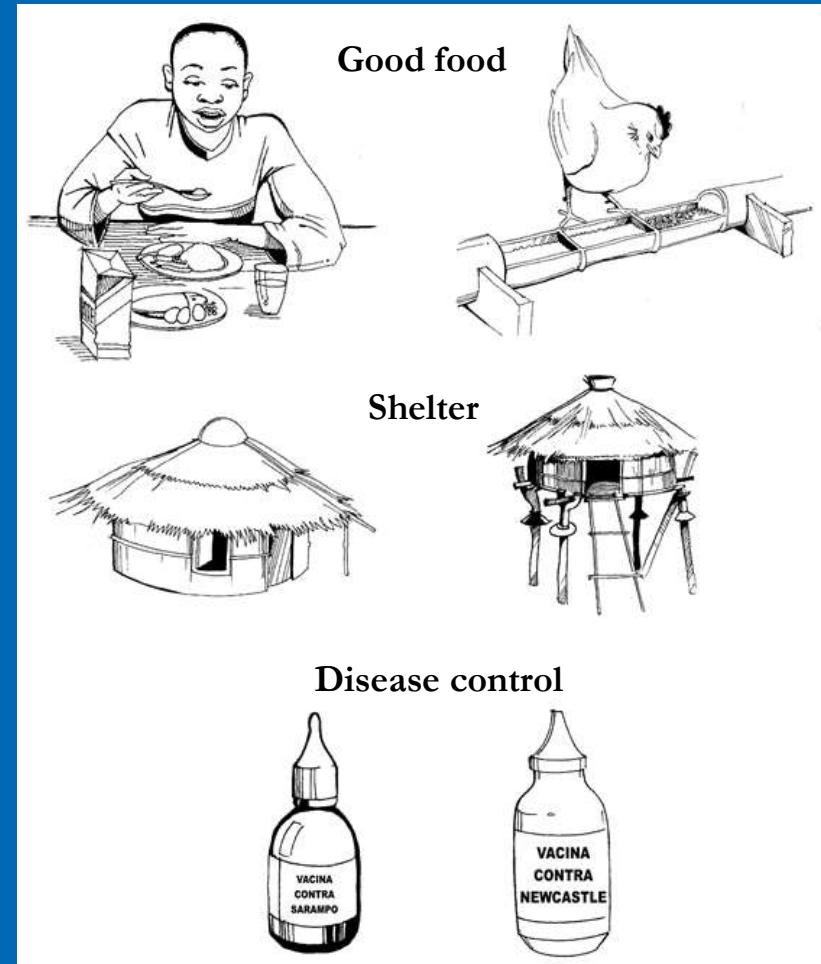 Good food
Shelter
Disease control
VACINA
CONTRA
SARAMPO
VACINA
CONTRA
NEWCASTLE